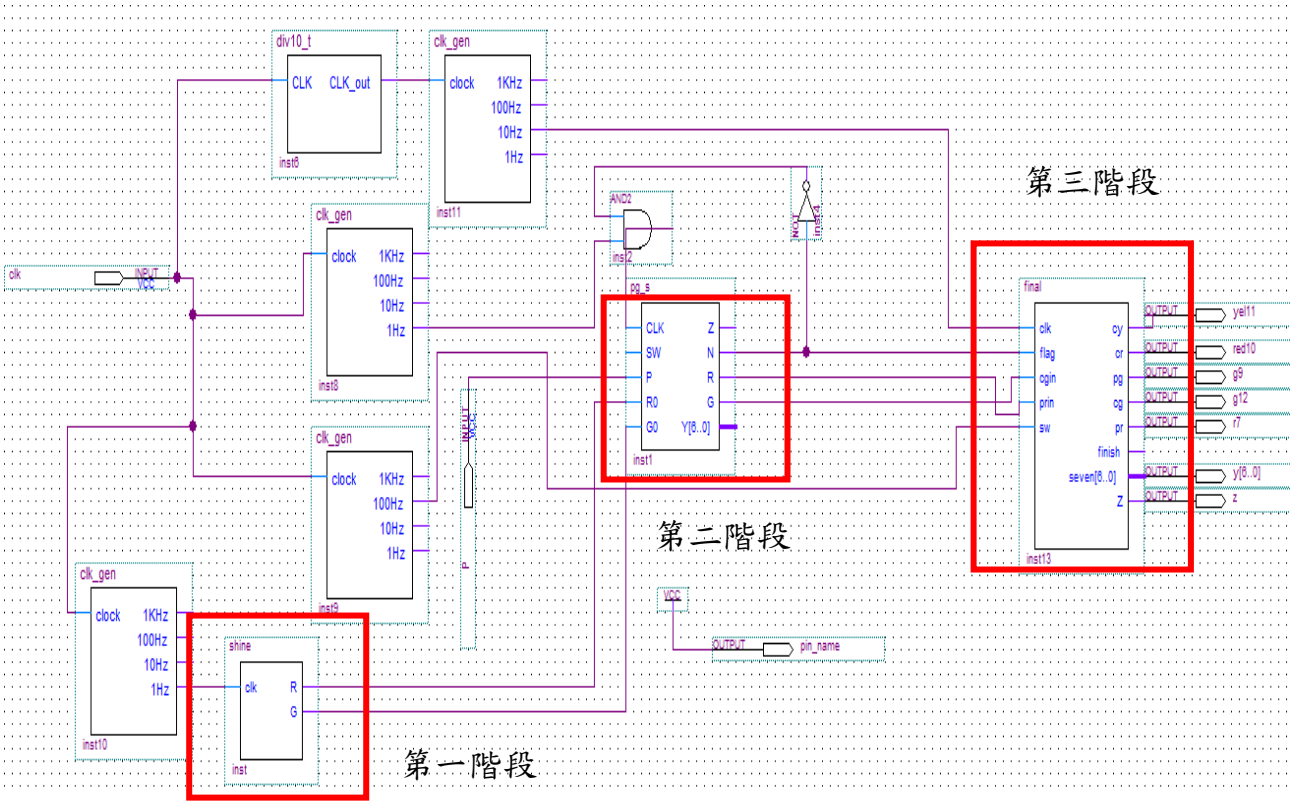 div10_t
CLK CLK_out
inst6
clk_gen
clock 1KHz
100Hz
10Hz
1Hz
inst11
clk_gen
clock 1KHz
100Hz
10Hz
1Hz
inst8
clk INPUT
VCC
AND2
inst2
NOT
inst4
第三階段
pg_s
CLK Z
SW N
P R
R0 G
G0 Y[6..0]
inst1
第二階段
final
clk cy
flag cr
cgin pg
prin cg
sw pr
finish
seven[6..0]
Z
inst13
OUTPUT yel11
OUTPUT red10
OUTPUT g9
OUTPUT g12
OUTPUT r7
OUTPUT y[6..0]
OUTPUT z
clk_gen
clock 1KHz
100Hz
10Hz
1Hz
inst9
INPUT
VCC
P
clk_gen
clock 1KHz
100Hz
10Hz
1Hz
inst10
shine
clk R
G
inst
第一階段
VCC
OUTPUT pin_name